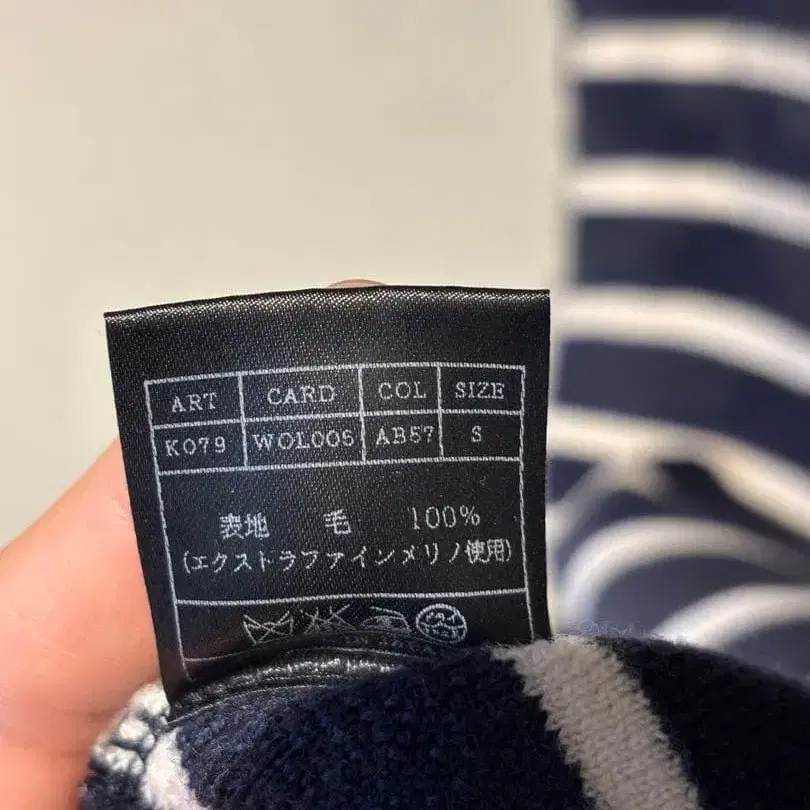 ART CARD COL SIZE
K079 WOL005 AB57 S
表地 毛 100%
(エクストラファインメリノ使用)